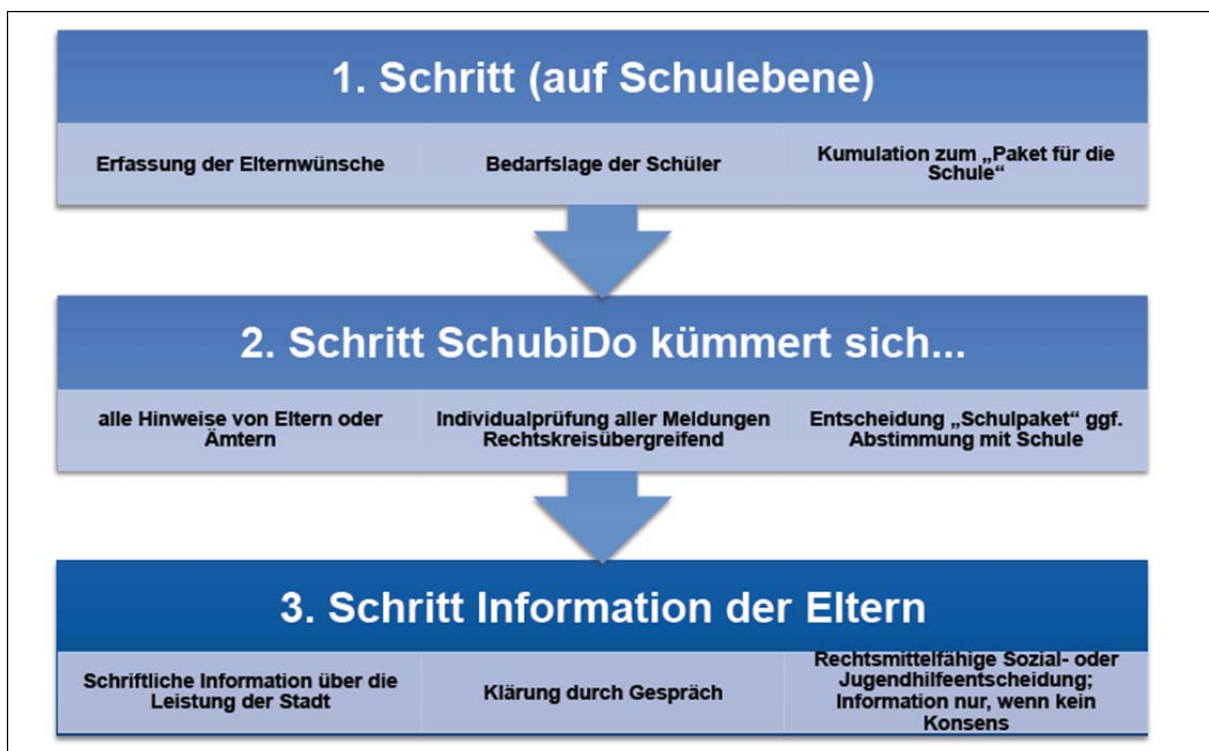 1. Schritt (auf Schulebene)
Erfassung der Elternwünsche
Bedarfslage der Schüler
Kumulation zum „Paket für die
Schule“
2. Schritt SchubiDo kümmert sich...
alle Hinweise von Eltern oder
Ämtern
Individualprüfung aller Meldungen
Rechtskreisübergreifend
Entscheidung „Schulpaket“ ggf.
Abstimmung mit Schule
3. Schritt Information der Eltern
Schriftliche Information über die
Leistung der Stadt
Klärung durch Gespräch
Rechtsmittelfähige Sozial- oder
Jugendhilfeentscheidung;
Information nur, wenn kein
Konsens